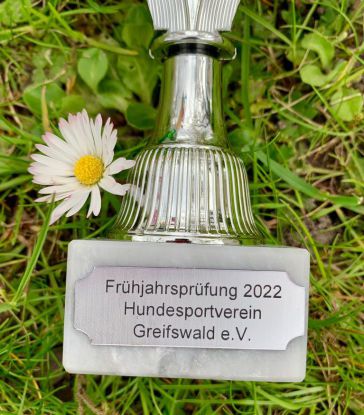 Frühjahrsprüfung 2022
Hundesportverein
Greifswald e.V.